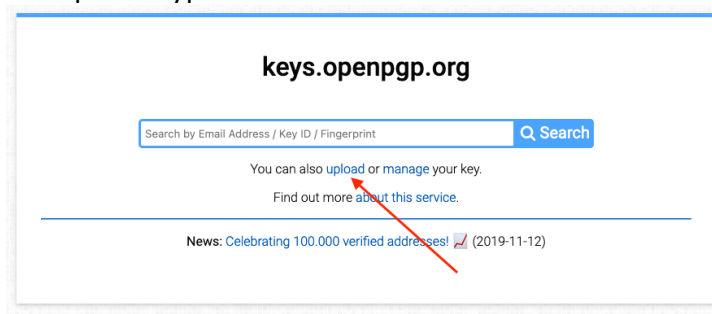 keys.openpgp.org
Search by Email Address / Key ID / Fingerprint
Search
You can also upload or manage your key.
Find out more about this service.
News: Celebrating 100.000 verified addresses! 📈 (2019-11-12)